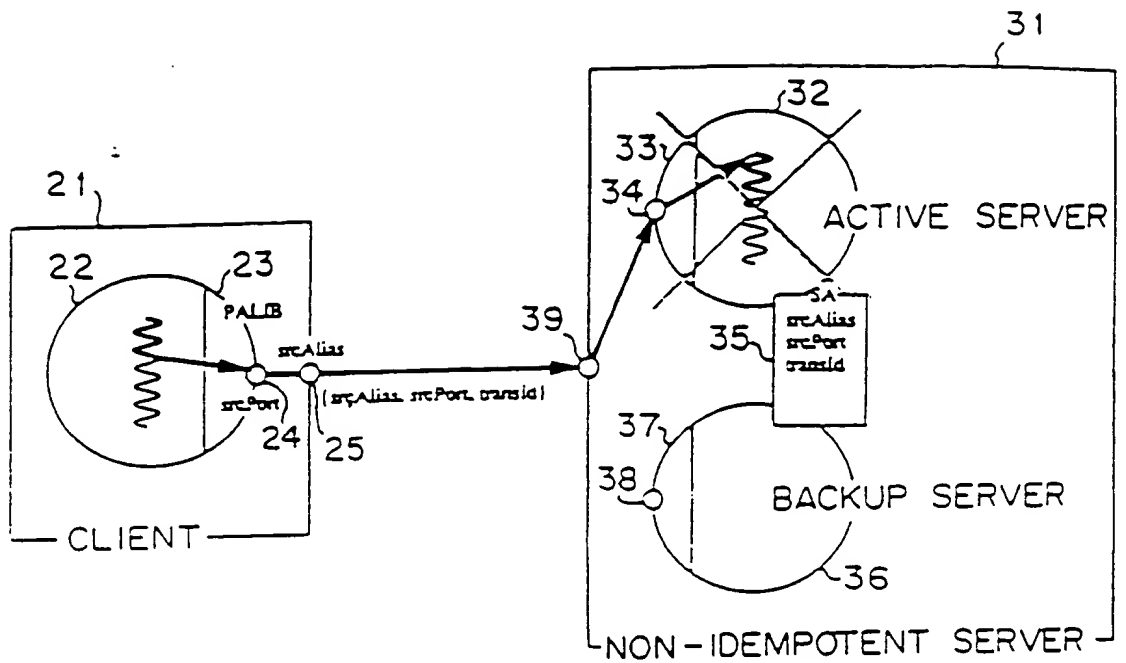 31
32
33
34
ACTIVE SERVER
21
22
23
PALIB
srcAlias
39
SA
srcAlias
srcPort
transid
35
srcPort
(srcAlias, srcPort, transid)
24
25
37
38
BACKUP SERVER
36
CLIENT
NON-IDEMPOTENT SERVER